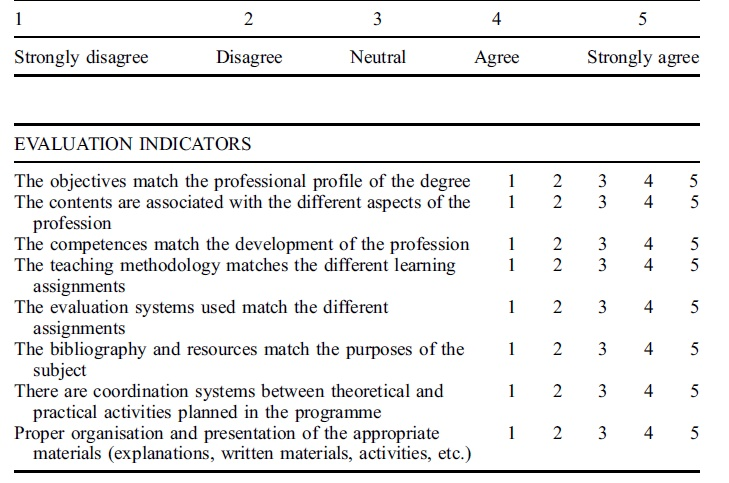 1 2 3 4 5
Strongly disagree Disagree Neutral Agree Strongly agree
EVALUATION INDICATORS
The objectives match the professional profile of the degree 1 2 3 4 5
The contents are associated with the different aspects of the 1 2 3 4 5
profession
The competences match the development of the profession 1 2 3 4 5
The teaching methodology matches the different learning 1 2 3 4 5
assignments
The evaluation systems used match the different 1 2 3 4 5
assignments
The bibliography and resources match the purposes of the 1 2 3 4 5
subject
There are coordination systems between theoretical and 1 2 3 4 5
practical activities planned in the programme
Proper organisation and presentation of the appropriate 1 2 3 4 5
materials (explanations, written materials, activities, etc.)